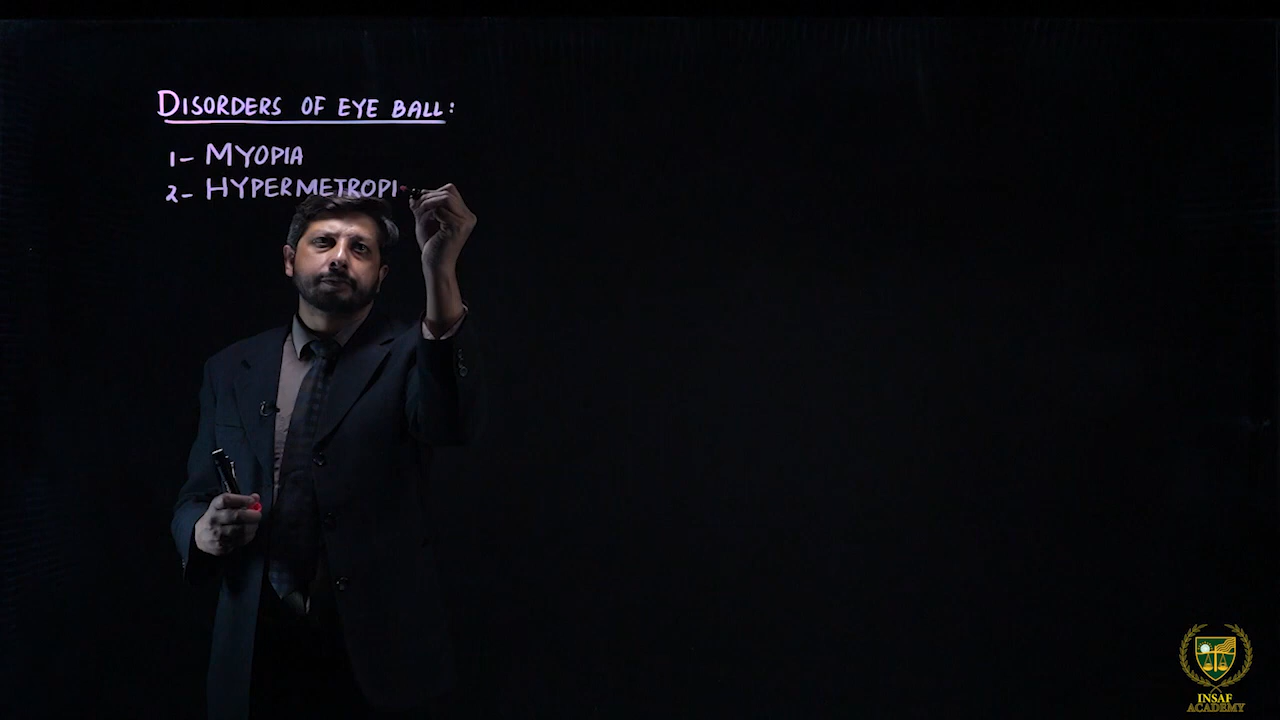 DISORDERS OF EYE BALL:
1- MYOPIA
2- HYPERMETROPI
INSAF
ACADEMY